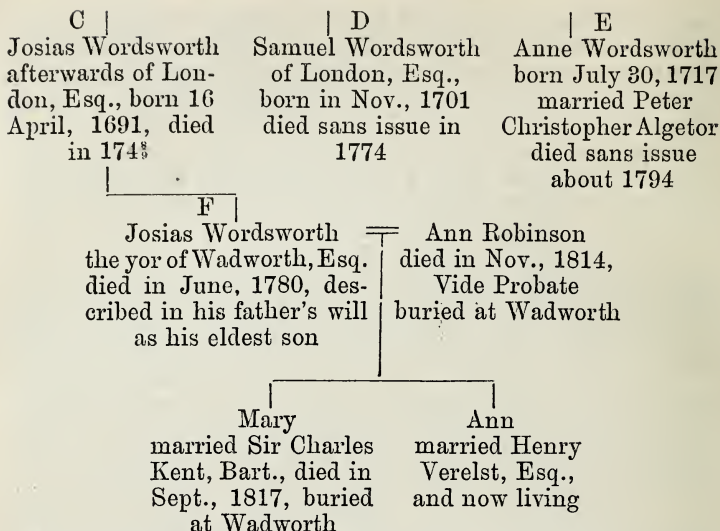 C
Josias Wordsworth
afterwards of Lon-
don, Esq., born 16
April, 1691, died
in 174⁸⁄₉
D
Samuel Wordsworth
of London, Esq.,
born in Nov., 1701
died sans issue in
1774
E
Anne Wordsworth
born July 30, 1717
married Peter
Christopher Algetor
died sans issue
about 1794
F
Josias Wordsworth
the yor of Wadworth, Esq.
died in June, 1780, des-
cribed in his father's will
as his eldest son
Ann Robinson
died in Nov., 1814,
Vide Probate
buried at Wadworth
Mary
married Sir Charles
Kent, Bart., died in
Sept., 1817, buried
at Wadworth
Ann
married Henry
Verelst, Esq.,
and now living